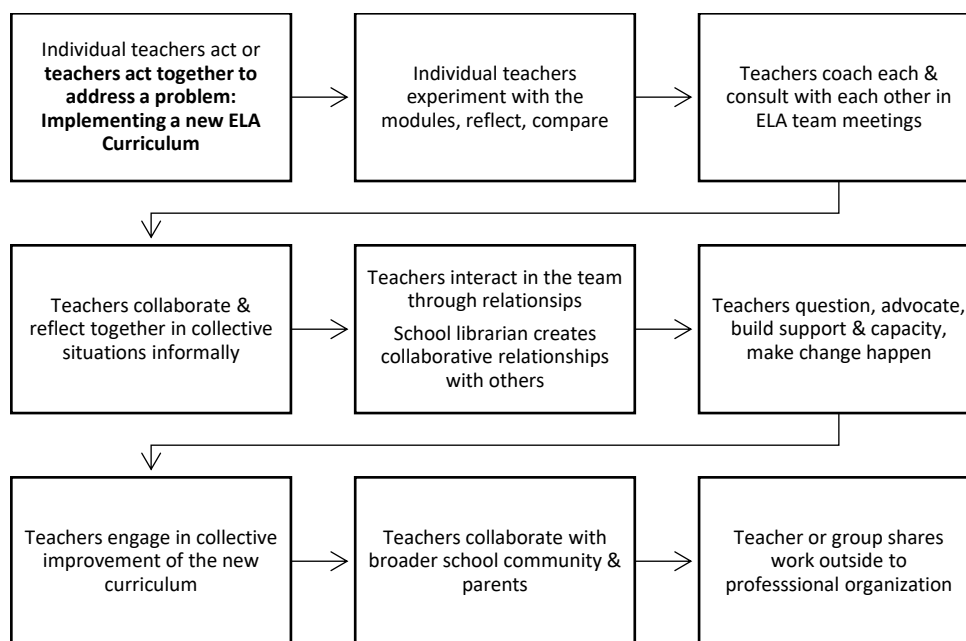 Individual teachers act or
teachers act together to
address a problem:
Implementing a new ELA
Curriculum
Individual teachers
experiment with the
modules, reflect, compare
Teachers coach each &
consult with each other in
ELA team meetings
Teachers collaborate &
reflect together in collective
situations informally
Teachers interact in the team
through relationsips
School librarian creates
collaborative relationships
with others
Teachers question, advocate,
build support & capacity,
make change happen
Teachers engage in collective
improvement of the new
curriculum
Teachers collaborate with
broader school community &
parents
Teacher or group shares
work outside to
professsional organization